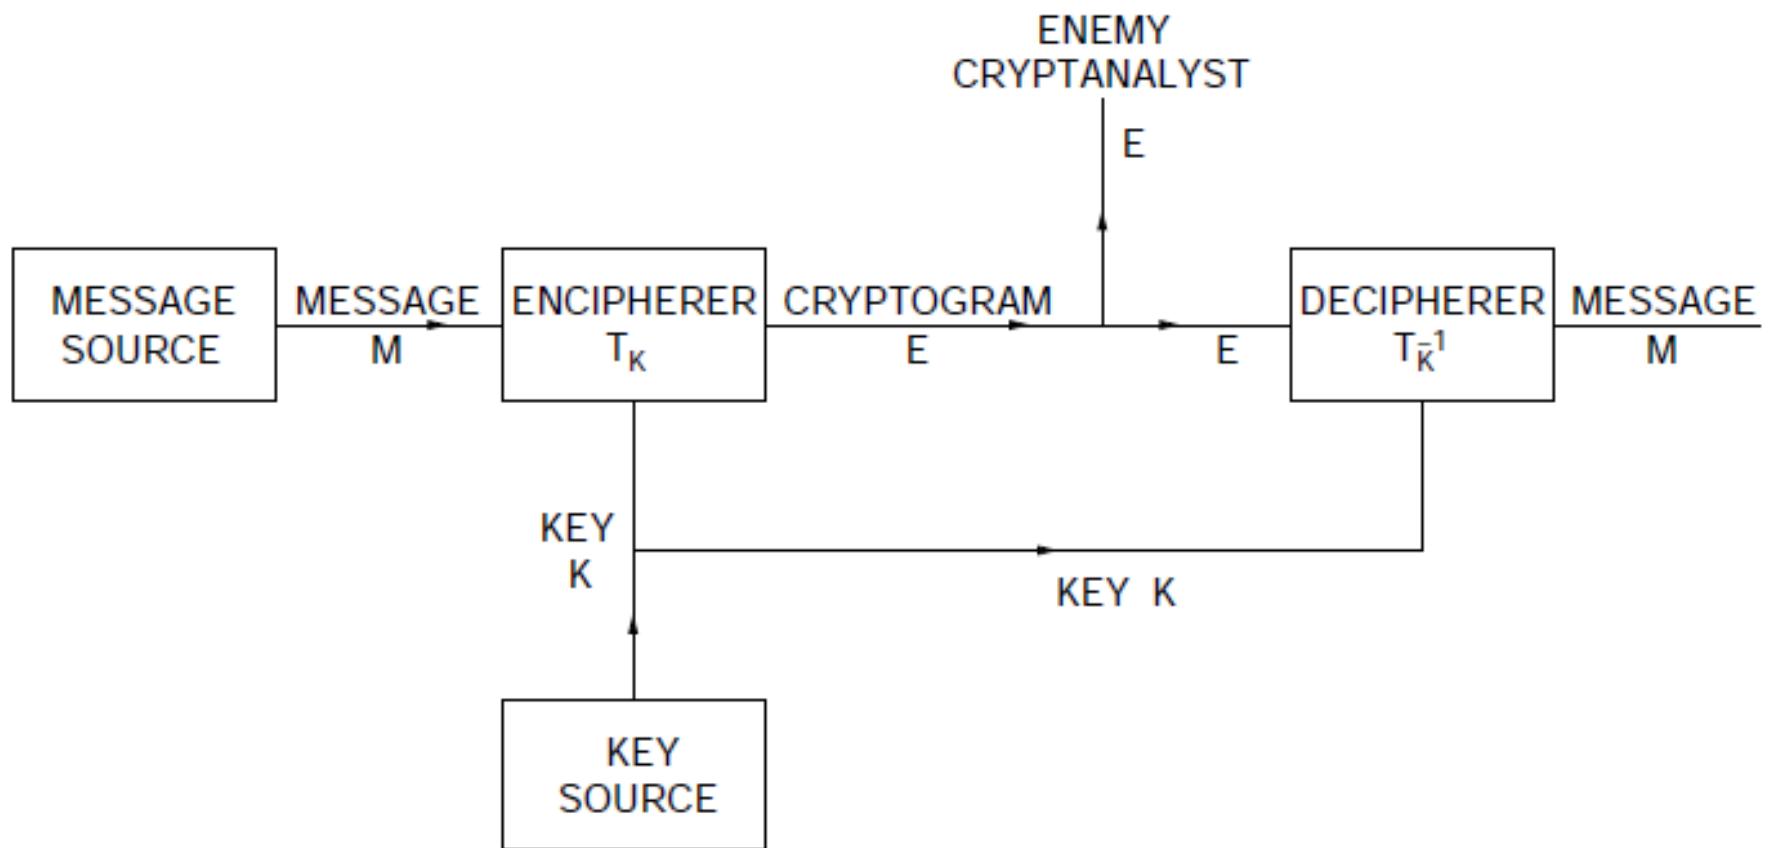 ENEMY
CRYPTANALYST
E
MESSAGE
SOURCE
MESSAGE
M
ENCIPHERER
T_K
CRYPTOGRAM
E
E
DECIPHERER
T_K^-1
MESSAGE
M
KEY
K
KEY K
KEY
SOURCE